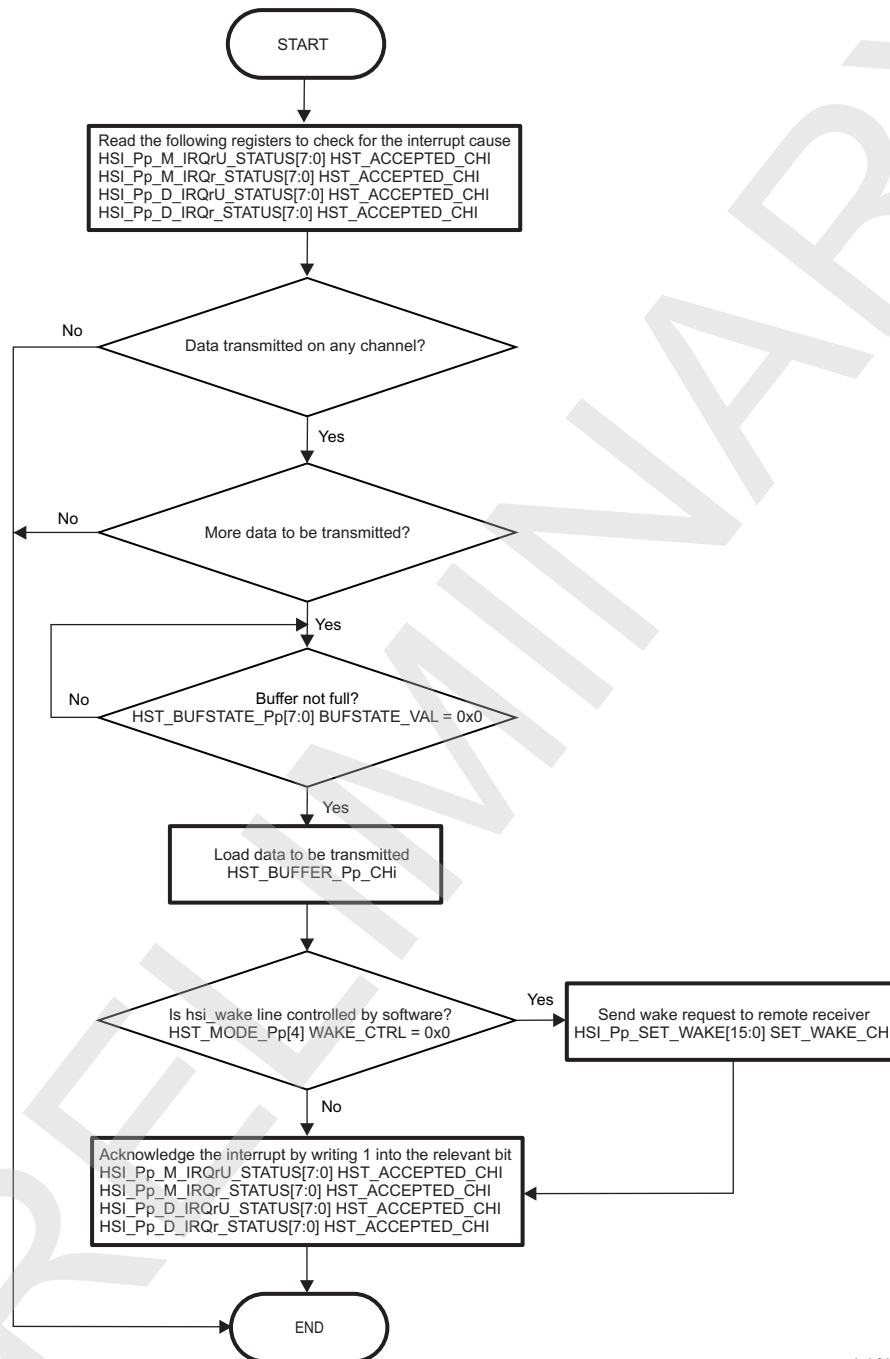 START
Read the following registers to check for the interrupt cause
HSI_Pp_M_IRQrU_STATUS[7:0] HST_ACCEPTED_CHI
HSI_Pp_M_IRQr_STATUS[7:0] HST_ACCEPTED_CHI
HSI_Pp_D_IRQrU_STATUS[7:0] HST_ACCEPTED_CHI
HSI_Pp_D_IRQr_STATUS[7:0] HST_ACCEPTED_CHI
No
Data transmitted on any channel?
Yes
No
More data to be transmitted?
Yes
No
Buffer not full?
HST_BUFSTATE_Pp[7:0] BUFSTATE_VAL = 0x0
Yes
Load data to be transmitted
HST_BUFFER_Pp_CHi
Is hsi_wake line controlled by software?
HST_MODE_Pp[4] WAKE_CTRL = 0x0
Yes
Send wake request to remote receiver
HSI_Pp_SET_WAKE[15:0] SET_WAKE_CH
No
Acknowledge the interrupt by writing 1 into the relevant bit
HSI_Pp_M_IRQrU_STATUS[7:0] HST_ACCEPTED_CHI
HSI_Pp_M_IRQr_STATUS[7:0] HST_ACCEPTED_CHI
HSI_Pp_D_IRQrU_STATUS[7:0] HST_ACCEPTED_CHI
HSI_Pp_D_IRQr_STATUS[7:0] HST_ACCEPTED_CHI
END
RELIMINARY